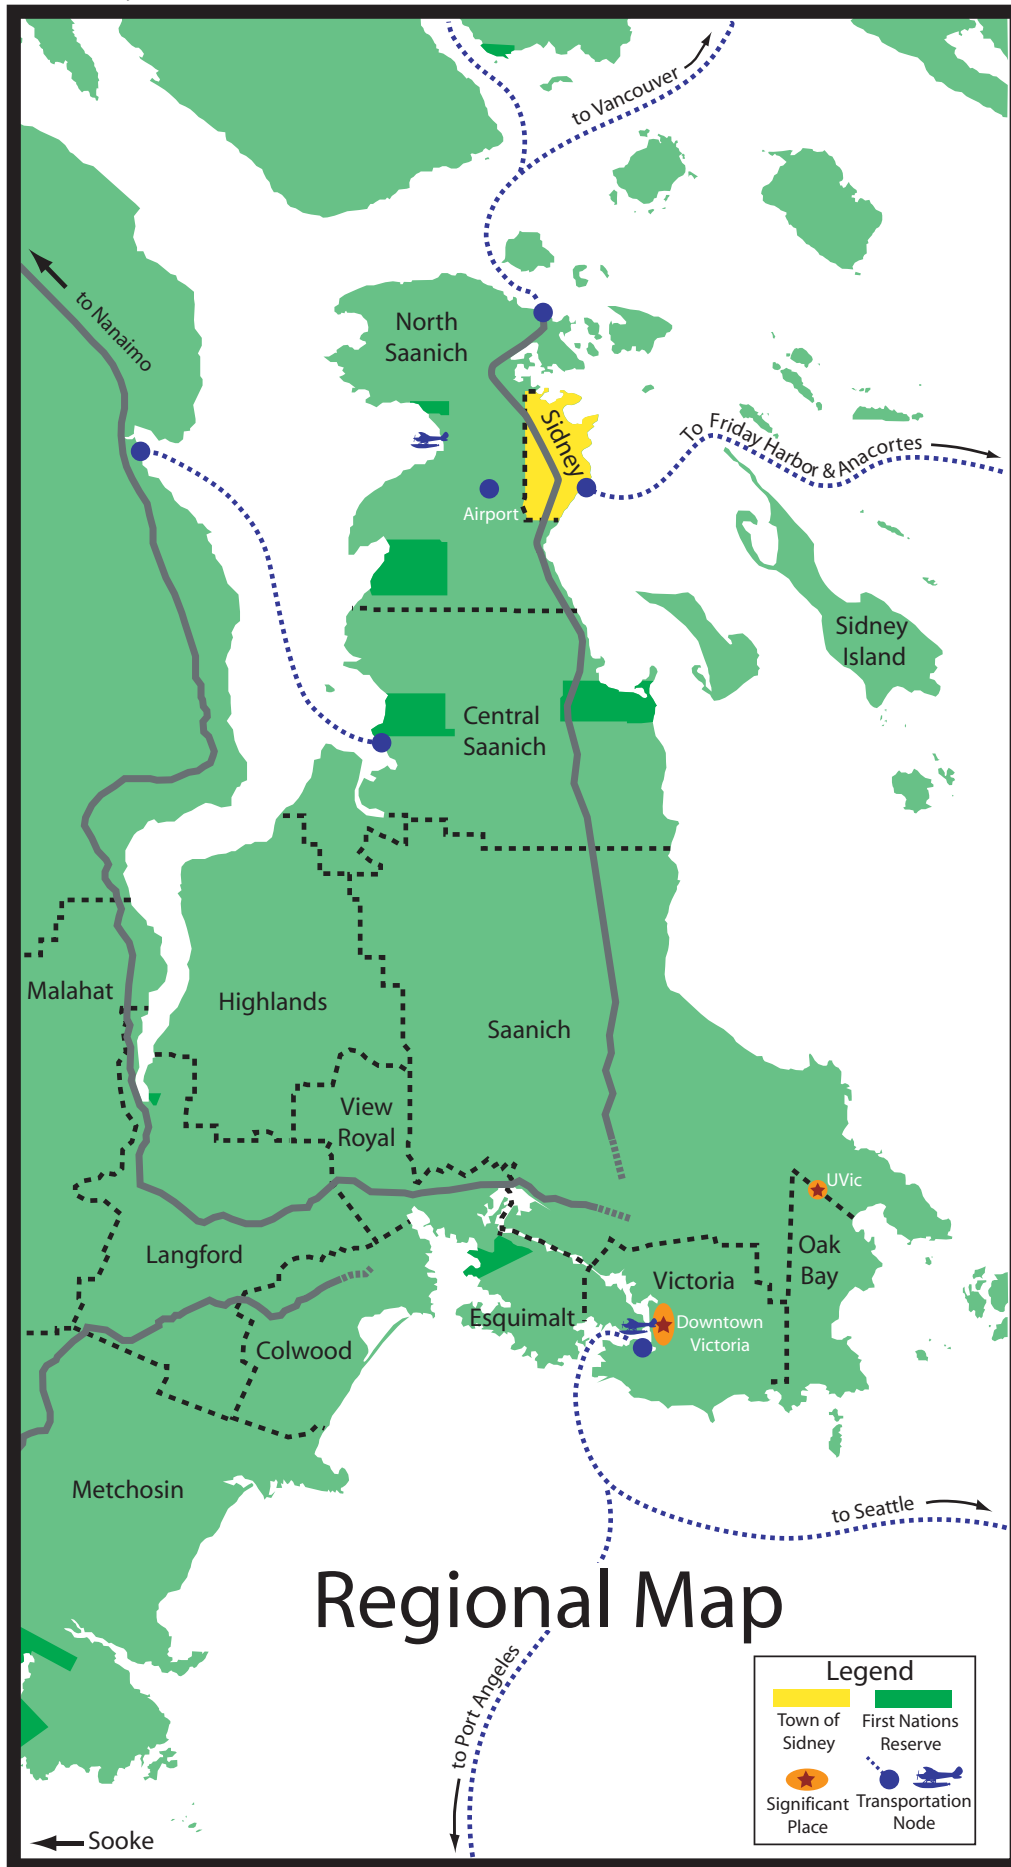 to Vancouver
to Nanaimo
North
Saanich
Sidney
To Friday Harbor & Anacortes
Airport
Sidney
Island
Central
Saanich
Malahat
Highlands
Saanich
View
Royal
UVic
Langford
Oak
Bay
Victoria
Esquimalt
Downtown
Victoria
Colwood
Metchosin
to Seattle
Regional Map
to Port Angeles
Legend
Town of
Sidney
First Nations
Reserve
Significant
Place
Transportation
Node
Sooke